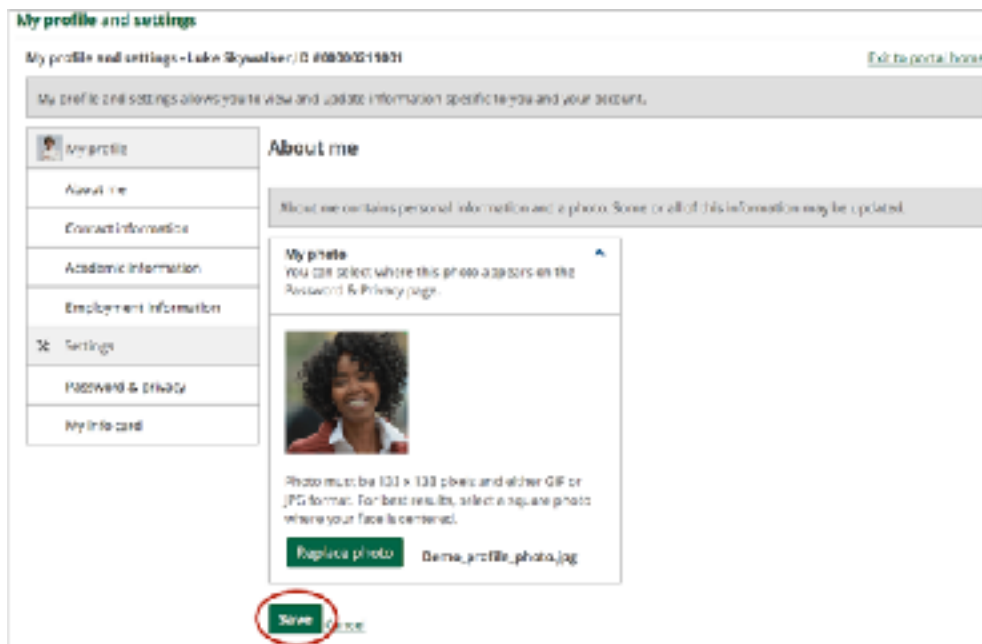 My profile and settings
My profile and settings - Luke Skywalker, ID
Exit to portal home
My profile and settings allows you to view and update information specific to you and your account.
My profile
About me
Contact information
Academic information
Employment information
Settings
Password & privacy
My info card
About me
About me contains personal information and a photo. Some or all of this information may be updated.
My photo
You can select where this photo appears on the
Password & Privacy page.
Photo must be pixels and either GIF or
JPG format. For best results, select a square photo
where your face is centered.
Replace photo
Demo_profile_photo.jpg
Save
Cancel